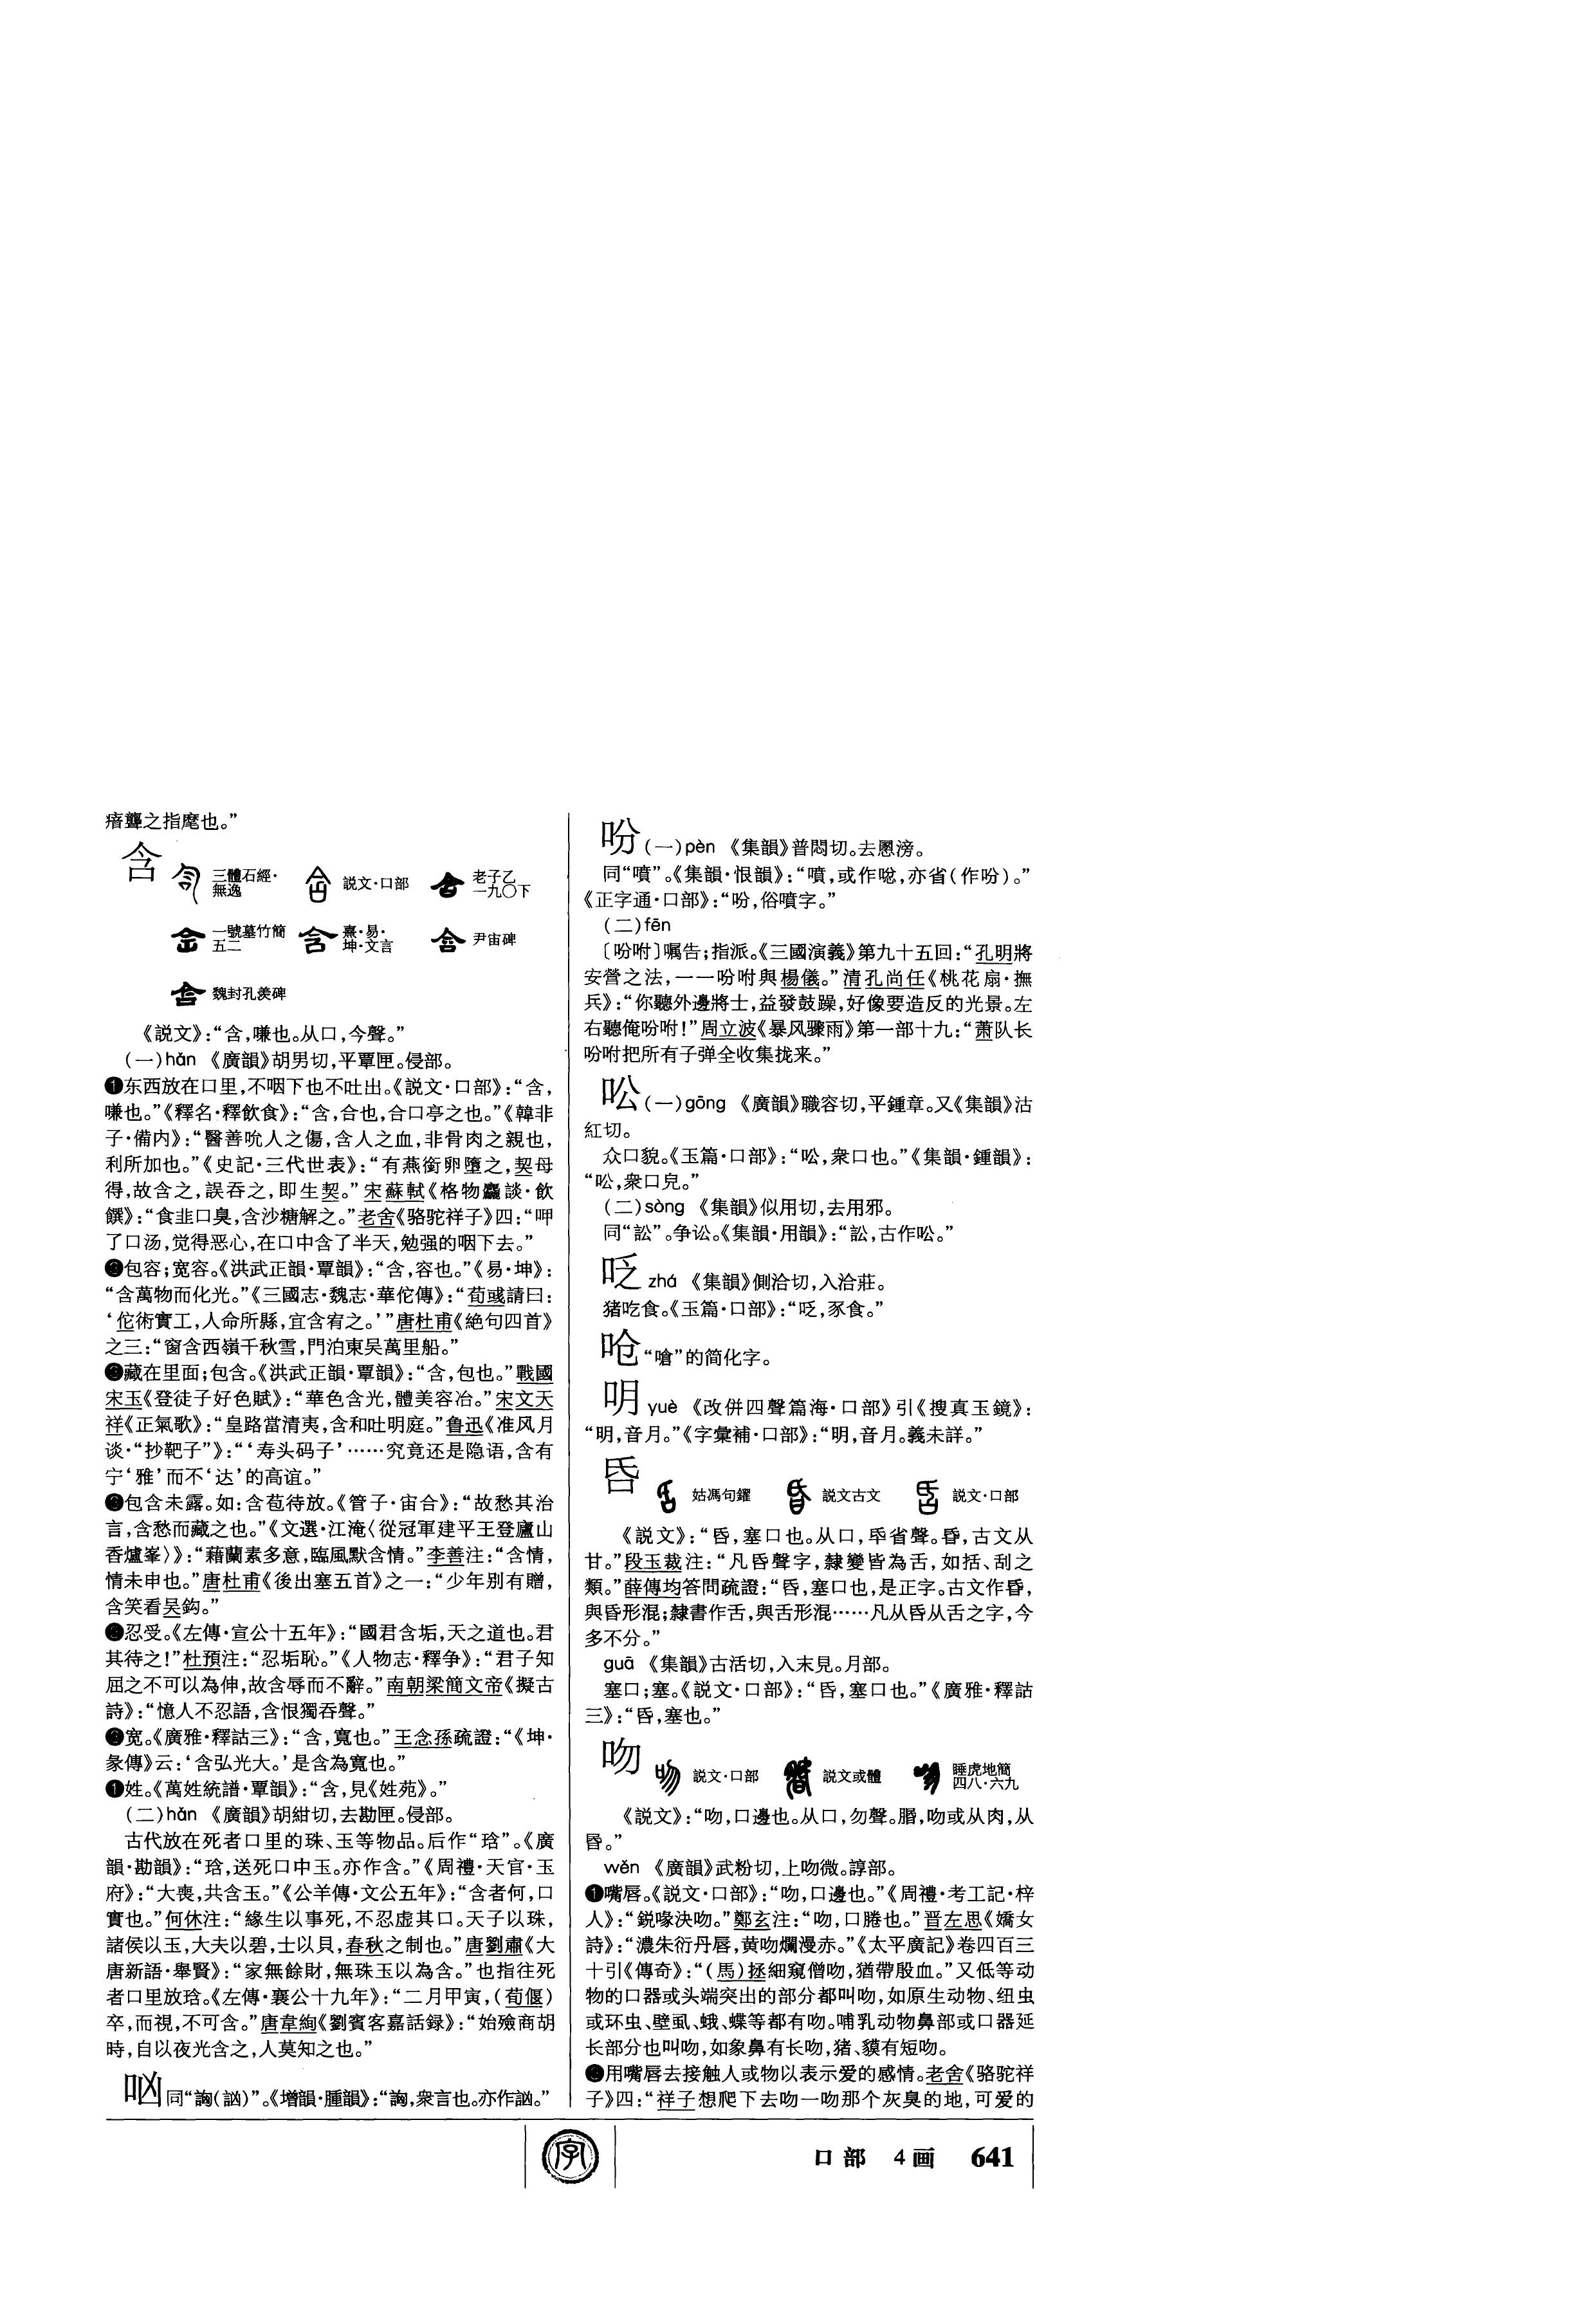 瘖聾之指麾也。”
含
三體石經·無逸 説文·口部 老子乙一九〇下
一號墓竹簡五二 熹·易·坤·文言 尹宙碑
魏封孔羡碑
《説文》：“含，嗛也。从口，今聲。”
(一)hán 《廣韻》胡男切，平覃匣。侵部。
❶东西放在口里，不咽下也不吐出。《説文·口部》：“含，
嗛也。”《釋名·釋飲食》：“含，合也，合口亭之也。”《韓非
子·備内》：“醫善吮人之傷，含人之血，非骨肉之親也，
利所加也。”《史記·三代世表》：“有燕銜卵墮之，契母
得，故含之，誤吞之，即生契。”宋蘇軾《格物麤談·飲
饌》：“食韭口臭，含沙糖解之。”老舍《骆驼祥子》四：“呷
了口汤，觉得恶心，在口中含了半天，勉强的咽下去。”
❷包容；宽容。《洪武正韻·覃韻》：“含，容也。”《易·坤》：
“含萬物而化光。”《三國志·魏志·華佗傳》：“荀彧請曰：
‘佗術實工，人命所縣，宜含宥之。’”唐杜甫《絶句四首》
之三：“窗含西嶺千秋雪，門泊東吴萬里船。”
❸藏在里面；包含。《洪武正韻·覃韻》：“含，包也。”戰國
宋玉《登徒子好色賦》：“華色含光，體美容冶。”宋文天
祥《正氣歌》：“皇路當清夷，含和吐明庭。”鲁迅《准风月
谈·“抄靶子”》：“‘寿头码子’……究竟还是隐语，含有
宁‘雅’而不‘达’的高谊。”
包含未露。如：含苞待放。《管子·宙合》：“故愁其治
言，含愁而藏之也。”《文選·江淹〈從冠軍建平王登廬山
香爐峯〉》：“藉蘭素多意，臨風默含情。”李善注：“含情，
情未申也。”唐杜甫《後出塞五首》之一：“少年别有贈，
含笑看吴鈎。”
忍受。《左傳·宣公十五年》：“國君含垢，天之道也。君
其待之！”杜預注：“忍垢恥。”《人物志·釋争》：“君子知
屈之不可以為伸，故含辱而不辭。”南朝梁簡文帝《擬古
詩》：“憶人不忍語，含恨獨吞聲。”
宽。《廣雅·釋詁三》：“含，寬也。”王念孫疏證：“《坤·
彖傳》云：‘含弘光大。’是含為寬也。”
姓。《萬姓統譜·覃韻》：“含，見《姓苑》。”
(二)hàn 《廣韻》胡紺切，去勘匣。侵部。
古代放在死者口里的珠、玉等物品。后作“琀”。《廣
韻·勘韻》：“琀，送死口中玉。亦作含。”《周禮·天官·玉
府》：“大喪，共含玉。”《公羊傳·文公五年》：“含者何，口
實也。”何休注：“緣生以事死，不忍虚其口。天子以珠，
諸侯以玉，大夫以碧，士以貝，春秋之制也。”唐劉肅《大
唐新語·舉賢》：“家無餘財，無珠玉以為含。”也指往死
者口里放琀。《左傳·襄公十九年》：“二月甲寅，(荀偃)
卒，而視，不可含。”唐韋絢《劉賓客嘉話録》：“始殮商胡
時，自以夜光含之，人莫知之也。”
㕼同“詾(訩)”。《增韻·腫韻》：“詾，衆言也。亦作訩。”
吩(一)pèn 《集韻》普悶切。去慁滂。
同“噴”。《集韻·恨韻》：“噴，或作唸，亦省(作吩)。”
《正字通·口部》：“吩，俗噴字。”
(二)fēn
〔吩咐〕嘱告；指派。《三國演義》第九十五回：“孔明將
安營之法，一一吩咐與楊儀。”清孔尚任《桃花扇·撫
兵》：“你聽外邊將士，益發鼓躁，好像要造反的光景。左
右聽俺吩咐！”周立波《暴风骤雨》第一部十九：“萧队长
吩咐把所有子弹全收集拢来。”
吆(一)gōng 《廣韻》職容切，平鍾章。又《集韻》沽
紅切。
众口貌。《玉篇·口部》：“㕬，衆口也。”《集韻·鍾韻》：
“㕬，衆口皃。”
(二)sòng 《集韻》似用切，去用邪。
同“訟”。争讼。《集韻·用韻》：“訟，古作㕬。”
㕹 zhá 《集韻》側洽切，入洽莊。
猪吃食。《玉篇·口部》：“㕹，豕食。”
呛“嗆”的简化字。
吅 yuè 《改併四聲篇海·口部》引《搜真玉鏡》：
“𠯲，音月。”《字彙補·口部》：“𠯲，音月。義未詳。”
𠯑
姑馮句鑃 説文古文 説文·口部
《説文》：“𠯑，塞口也。从口，氒省聲。昏，古文从
甘。”段玉裁注：“凡𠯑聲字，隸變皆為舌，如括、刮之
類。”薛傳均答問疏證：“𠯑，塞口也，是正字。古文作昏，
與昏形混；隸書作舌，與舌形混……凡从𠯑从舌之字，今
多不分。”
guā 《集韻》古活切，入末見。月部。
塞口；塞。《説文·口部》：“𠯑，塞口也。”《廣雅·釋詁
三》：“𠯑，塞也。”
吻
説文·口部 説文或體 睡虎地簡四八·六九
《説文》：“吻，口邊也。从口，勿聲。䐇，吻或从肉，从
昬。”
wěn 《廣韻》武粉切，上吻微。諄部。
❶嘴唇。《説文·口部》：“吻，口邊也。”《周禮·考工記·梓
人》：“鋭喙決吻。”鄭玄注：“吻，口腃也。”晋左思《嬌女
詩》：“濃朱衍丹唇，黄吻爛漫赤。”《太平廣記》卷四百三
十引《傳奇》：“(馬)拯細窺僧吻，猶帶殷血。”又低等动
物的口器或头端突出的部分都叫吻，如原生动物、纽虫
或环虫、壁虱、蛾、蝶等都有吻。哺乳动物鼻部或口器延
长部分也叫吻，如象鼻有长吻，猪、貘有短吻。
❷用嘴唇去接触人或物以表示爱的感情。老舍《骆驼祥
子》四：“祥子想爬下去吻一吻那个灰臭的地，可爱的
字
口部 4画 641